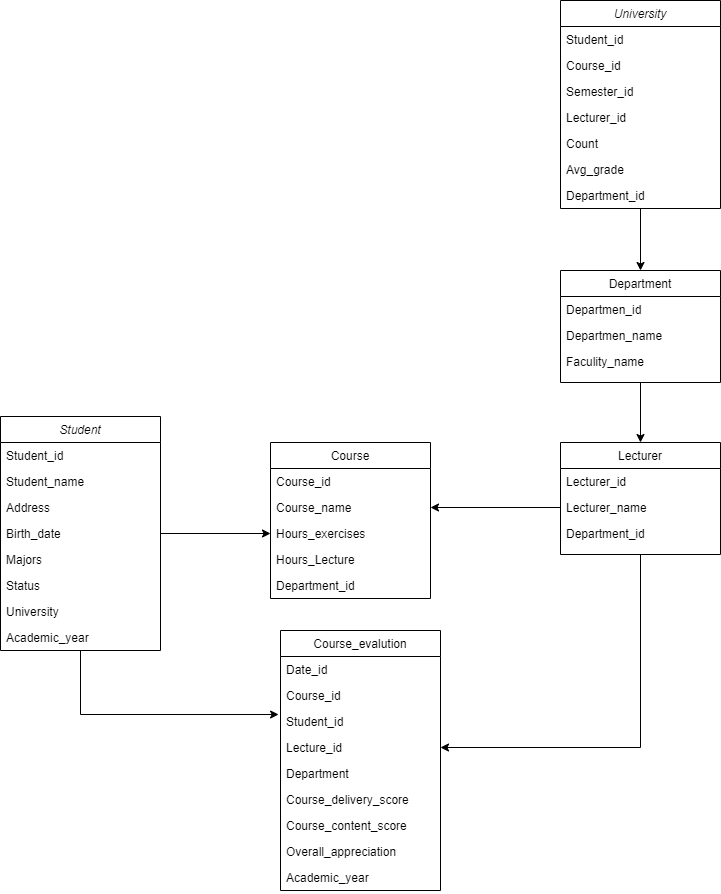 University
Student_id
Course_id
Semester_id
Lecturer_id
Count
Avg_grade
Department_id
Department
Departmen_id
Departmen_name
Faculity_name
Student
Student_id
Student_name
Address
Birth_date
Majors
Status
University
Academic_year
Course
Course_id
Course_name
Hours_exercises
Hours_Lecture
Department_id
Lecturer
Lecturer_id
Lecturer_name
Department_id
Course_evalution
Date_id
Course_id
Student_id
Lecture_id
Department
Course_delivery_score
Course_content_score
Overall_appreciation
Academic_year